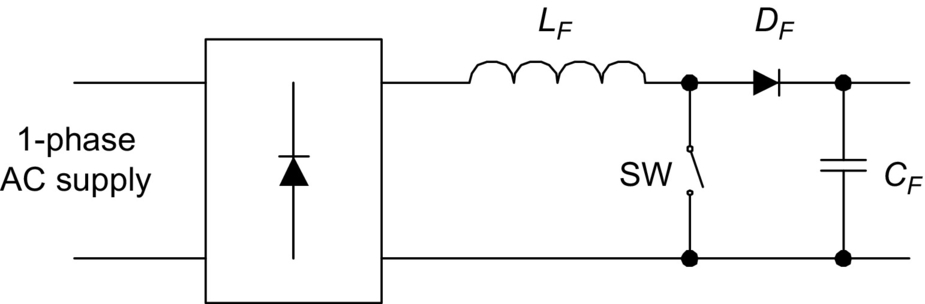 L_F
D_F
1-phase
AC supply
SW
C_F